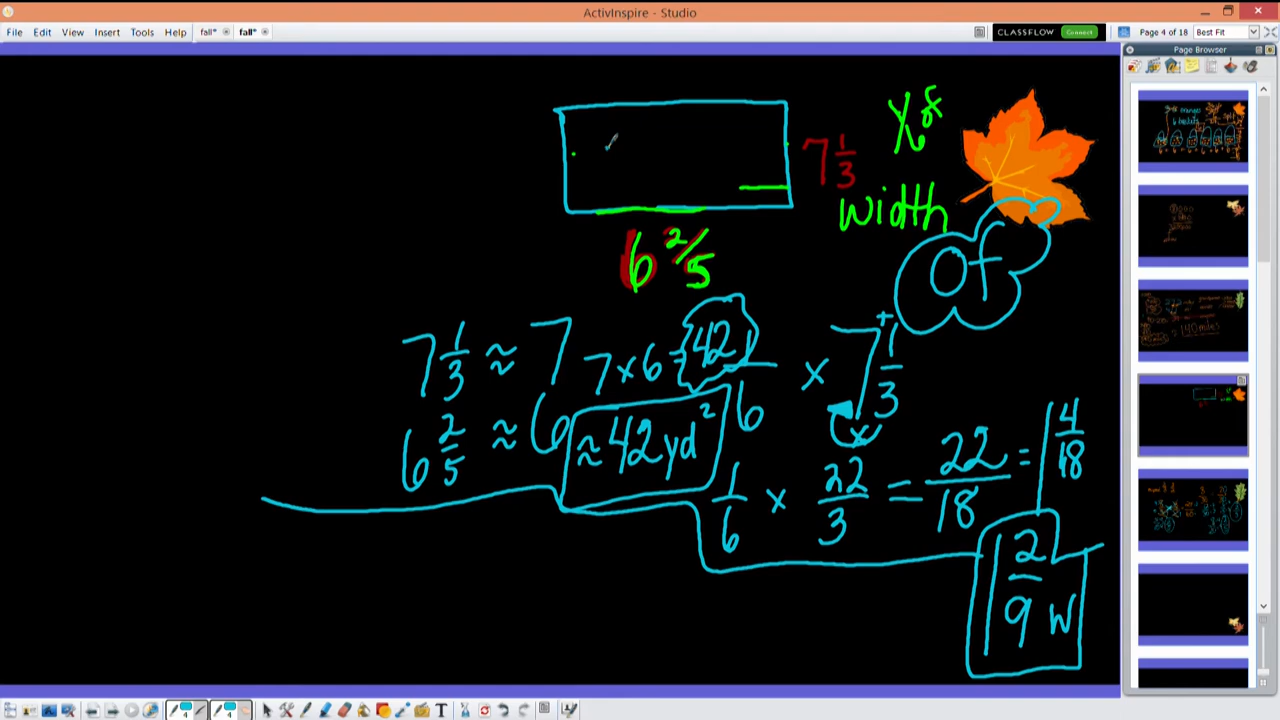 ActivInspire - Studio
File Edit View Insert Tools Help fall* fall* CLASSFLOW Connect Page 4 of 18 Best Fit
Page Browser
7 1/3
1/6 of
width
6 2/5
of
7 1/3 ≈ 7
7 x 6 = 42
1/6 x 7 1/3
+
x
6 2/5 ≈ 6
≈ 42 yd²
1/6 x 22/3 = 22/18 = 1 4/18
1 2/9 W
4 4 T